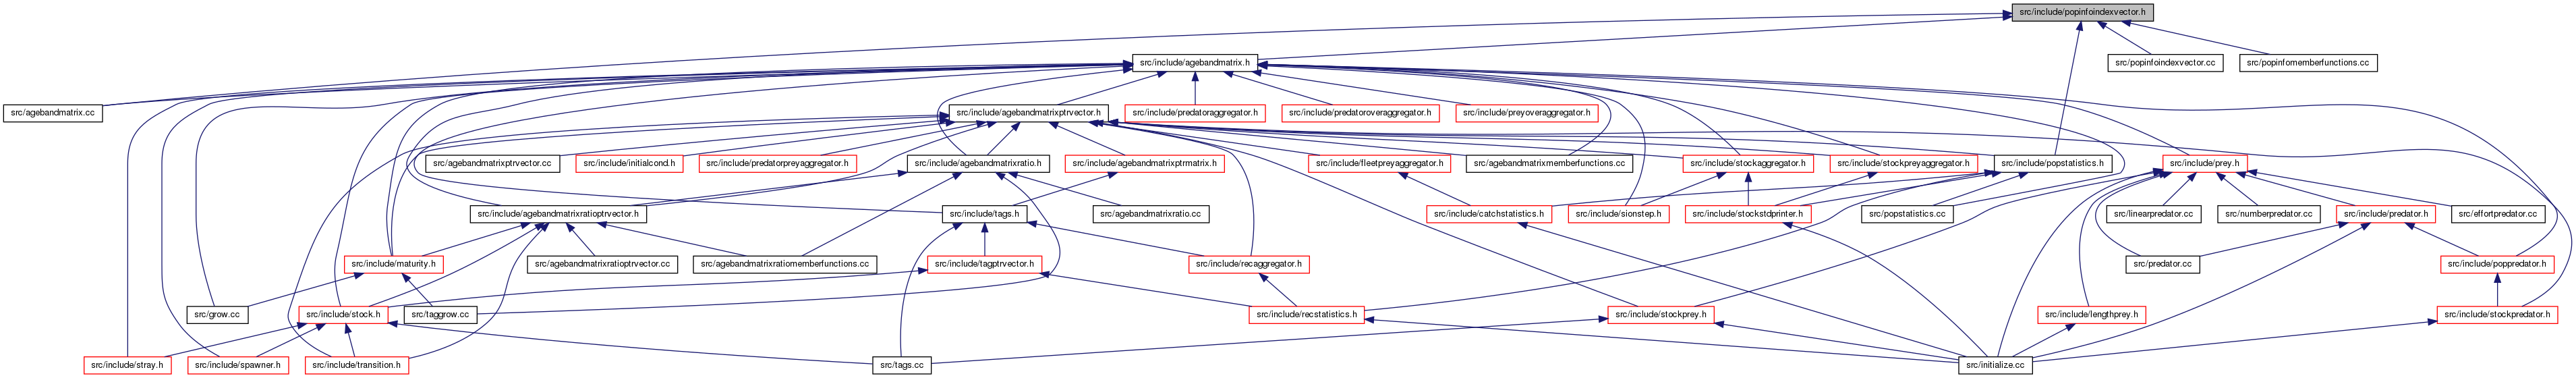 src/include/popinfoindexvector.h
src/include/agebandmatrix.h
src/popinfoindexvector.cc
src/popinfomemberfunctions.cc
src/agebandmatrix.cc
src/include/agebandmatrixptrvector.h
src/include/predatoraggregator.h
src/include/predatoroveraggregator.h
src/include/preyoveraggregator.h
src/agebandmatrixptrvector.cc
src/include/initialcond.h
src/include/predatorpreyaggregator.h
src/include/agebandmatrixratio.h
src/include/agebandmatrixptrmatrix.h
src/include/fleetpreyaggregator.h
src/agebandmatrixmemberfunctions.cc
src/include/stockaggregator.h
src/include/stockpreyaggregator.h
src/include/popstatistics.h
src/include/prey.h
src/include/agebandmatrixratioptrvector.h
src/include/tags.h
src/agebandmatrixratio.cc
src/include/catchstatistics.h
src/include/sionstep.h
src/include/stockstdprinter.h
src/popstatistics.cc
src/linearpredator.cc
src/numberpredator.cc
src/include/predator.h
src/effortpredator.cc
src/include/maturity.h
src/agebandmatrixratioptrvector.cc
src/agebandmatrixratiomemberfunctions.cc
src/include/tagptrvector.h
src/include/recaggregator.h
src/predator.cc
src/include/poppredator.h
src/grow.cc
src/include/stock.h
src/taggrow.cc
src/include/recstatistics.h
src/include/stockprey.h
src/include/lengthprey.h
src/include/stockpredator.h
src/include/stray.h
src/include/spawner.h
src/include/transition.h
src/tags.cc
src/initialize.cc